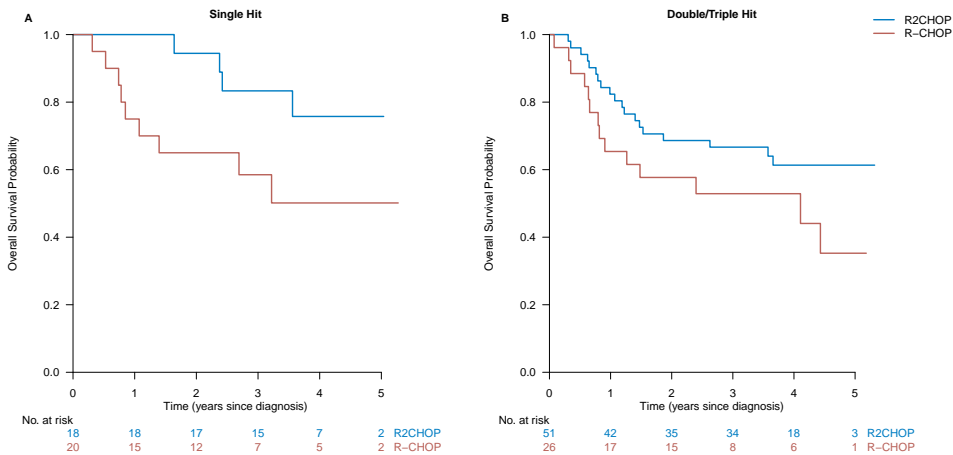 A
Single Hit
Overall Survival Probability
1.0
0.8
0.6
0.4
0.2
0.0
0 1 2 3 4 5
Time (years since diagnosis)
No. at risk
18 18 17 15 7 2 R2CHOP
20 15 12 7 5 2 R−CHOP
B
Double/Triple Hit
R2CHOP
R−CHOP
Overall Survival Probability
1.0
0.8
0.6
0.4
0.2
0.0
0 1 2 3 4 5
Time (years since diagnosis)
No. at risk
51 42 35 34 18 3 R2CHOP
26 17 15 8 6 1 R−CHOP